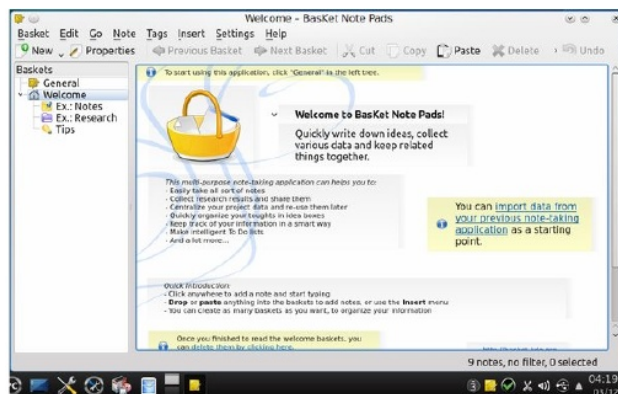 Welcome - BasKet Note Pads
Basket Edit Go Note Tags Insert Settings Help
New Properties Previous Basket Next Basket Cut Copy Paste Delete Undo
Baskets
General
Welcome
Ex.: Notes
Ex.: Research
Tips
To start using this application, click "General" in the left tree.
Welcome to BasKet Note Pads!
Quickly write down ideas, collect
various data and keep related
things together.
This multi-purpose note-taking application can helps you to:
- Easily take all sort of notes
- Collect research results and share them
- Centralize your project data and re-use them later
- Quickly organize your toughts in idea boxes
- Keep track of your information in a smart way
- Make intelligent To Do lists
- And a lot more...
You can import data from
your previous note-taking
application as a starting
point.
Quick Introduction
- Click anywhere to add a note and start typing
- Drop or paste anything into the baskets to add notes, or use the Insert menu
- You can create as many baskets as you want, to organize your information
Once you finished to read the welcome baskets, you
can delete them by clicking here.
9 notes, no filter, 0 selected
04:19